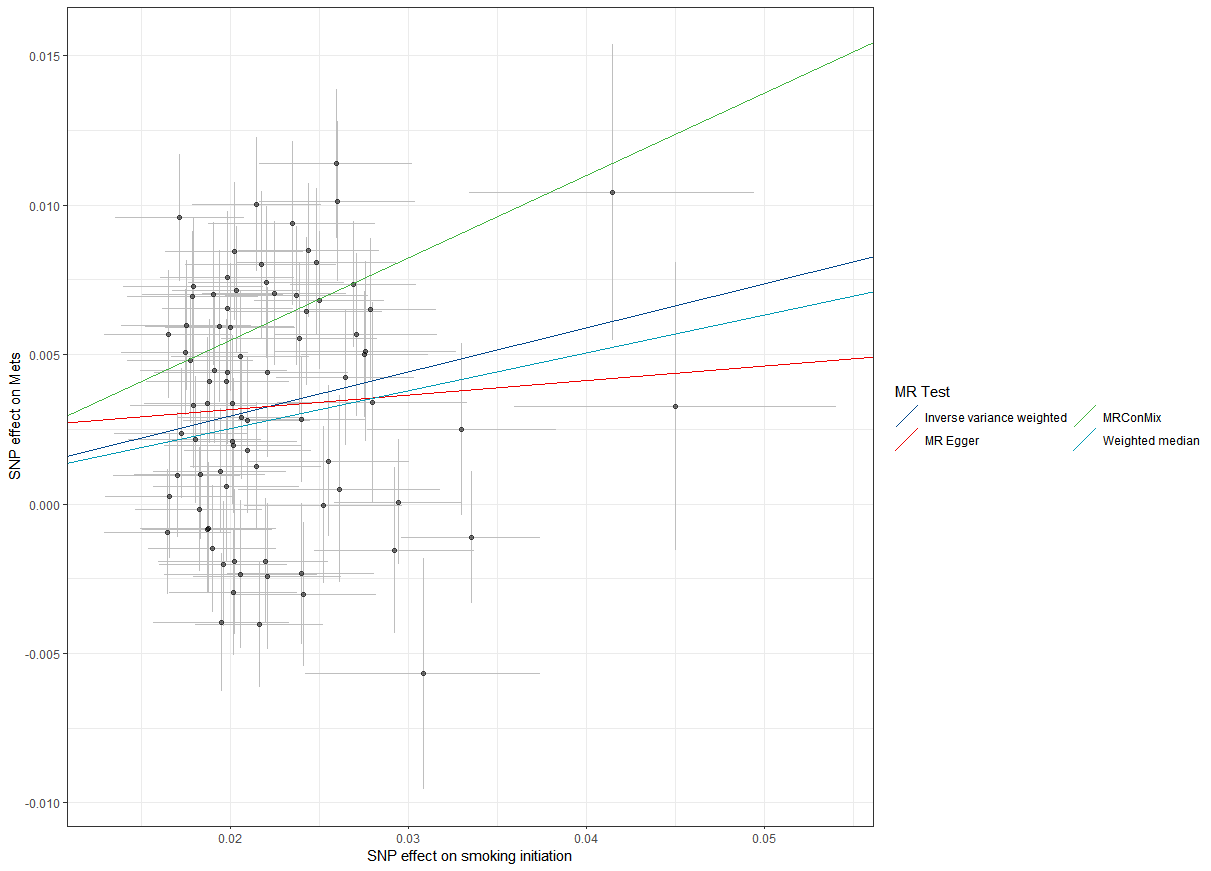 0.015
0.010
0.005
0.000
-0.005
-0.010
SNP effect on Mets
0.02 0.03 0.04 0.05
SNP effect on smoking initiation
MR Test
Inverse variance weighted MRConMix
MR Egger Weighted median